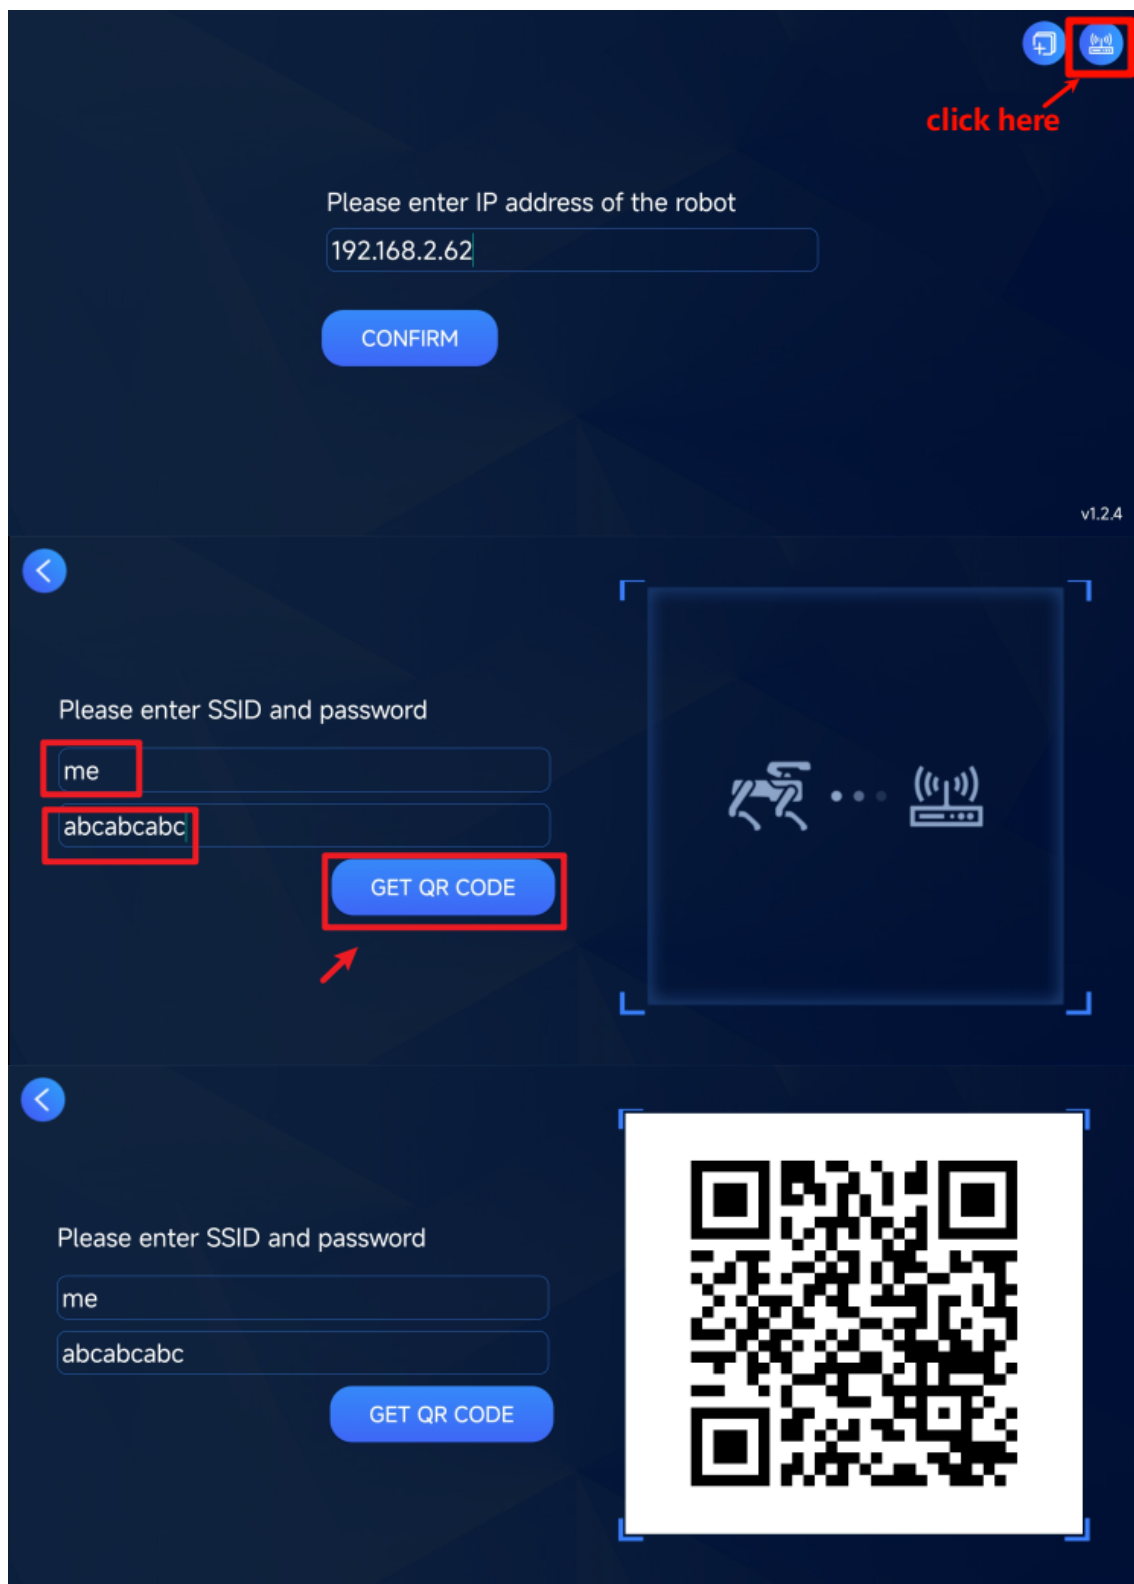 click here
Please enter IP address of the robot
192.168.2.62
CONFIRM
v1.2.4
Please enter SSID and password
me
abcabcabc
GET QR CODE
Please enter SSID and password
me
abcabcabc
GET QR CODE